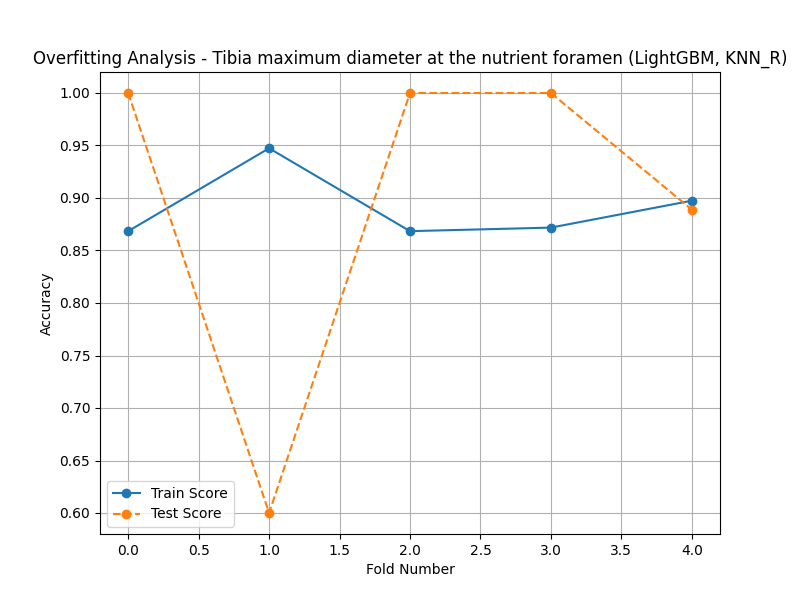 Overfitting Analysis - Tibia maximum diameter at the nutrient foramen (LightGBM, KNN_R)
1.00
0.95
0.90
0.85
0.80
0.75
0.70
0.65
0.60
Accuracy
Train Score
Test Score
0.0 0.5 1.0 1.5 2.0 2.5 3.0 3.5 4.0
Fold Number